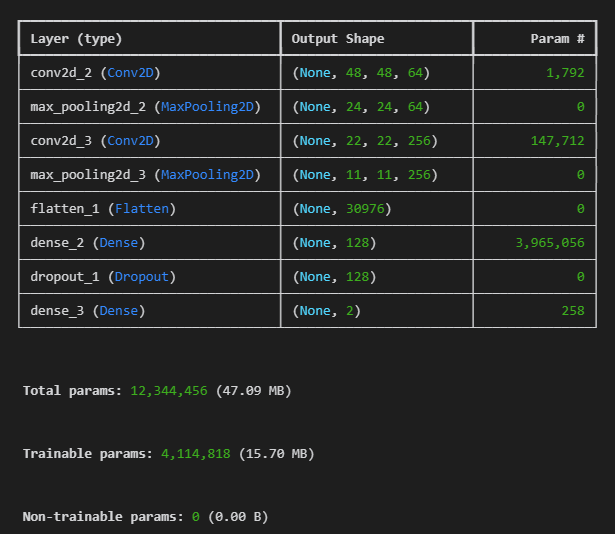 Layer (type) Output Shape Param #
conv2d_2 (Conv2D) (None, 48, 48, 64) 1,792
max_pooling2d_2 (MaxPooling2D) (None, 24, 24, 64) 0
conv2d_3 (Conv2D) (None, 22, 22, 256) 147,712
max_pooling2d_3 (MaxPooling2D) (None, 11, 11, 256) 0
flatten_1 (Flatten) (None, 30976) 0
dense_2 (Dense) (None, 128) 3,965,056
dropout_1 (Dropout) (None, 128) 0
dense_3 (Dense) (None, 2) 258
Total params: 12,344,456 (47.09 MB)
Trainable params: 4,114,818 (15.70 MB)
Non-trainable params: 0 (0.00 B)